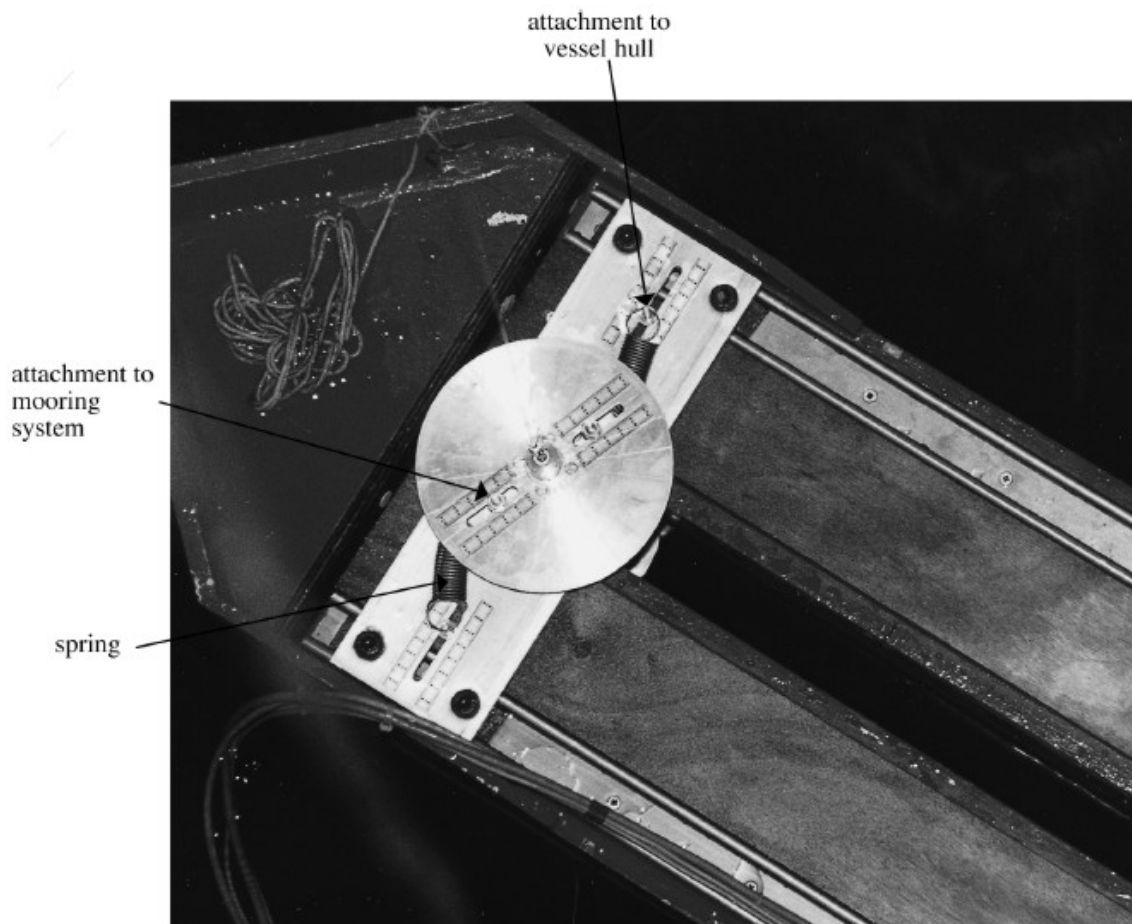 attachment to
vessel hull
attachment to
mooring
system
spring